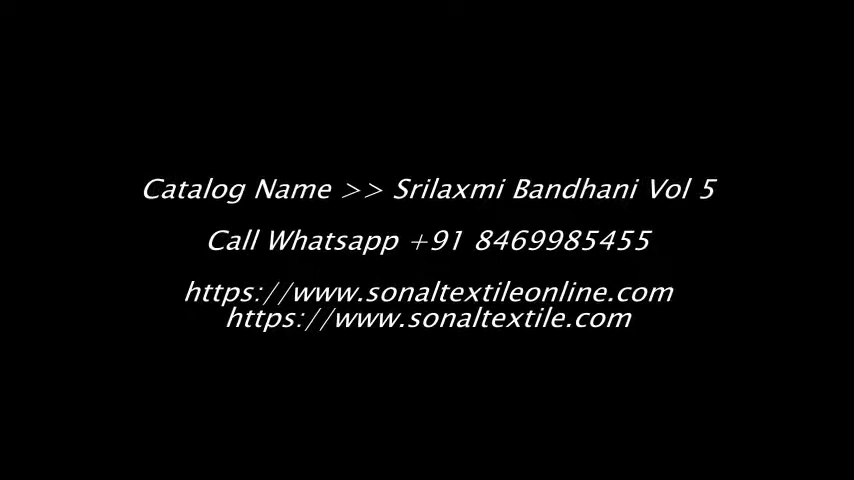 Catalog Name >> Srilaxmi Bandhani Vol 5
Call Whatsapp +91 8469985455
https://www.sonaltextileonline.com
https://www.sonaltextile.com